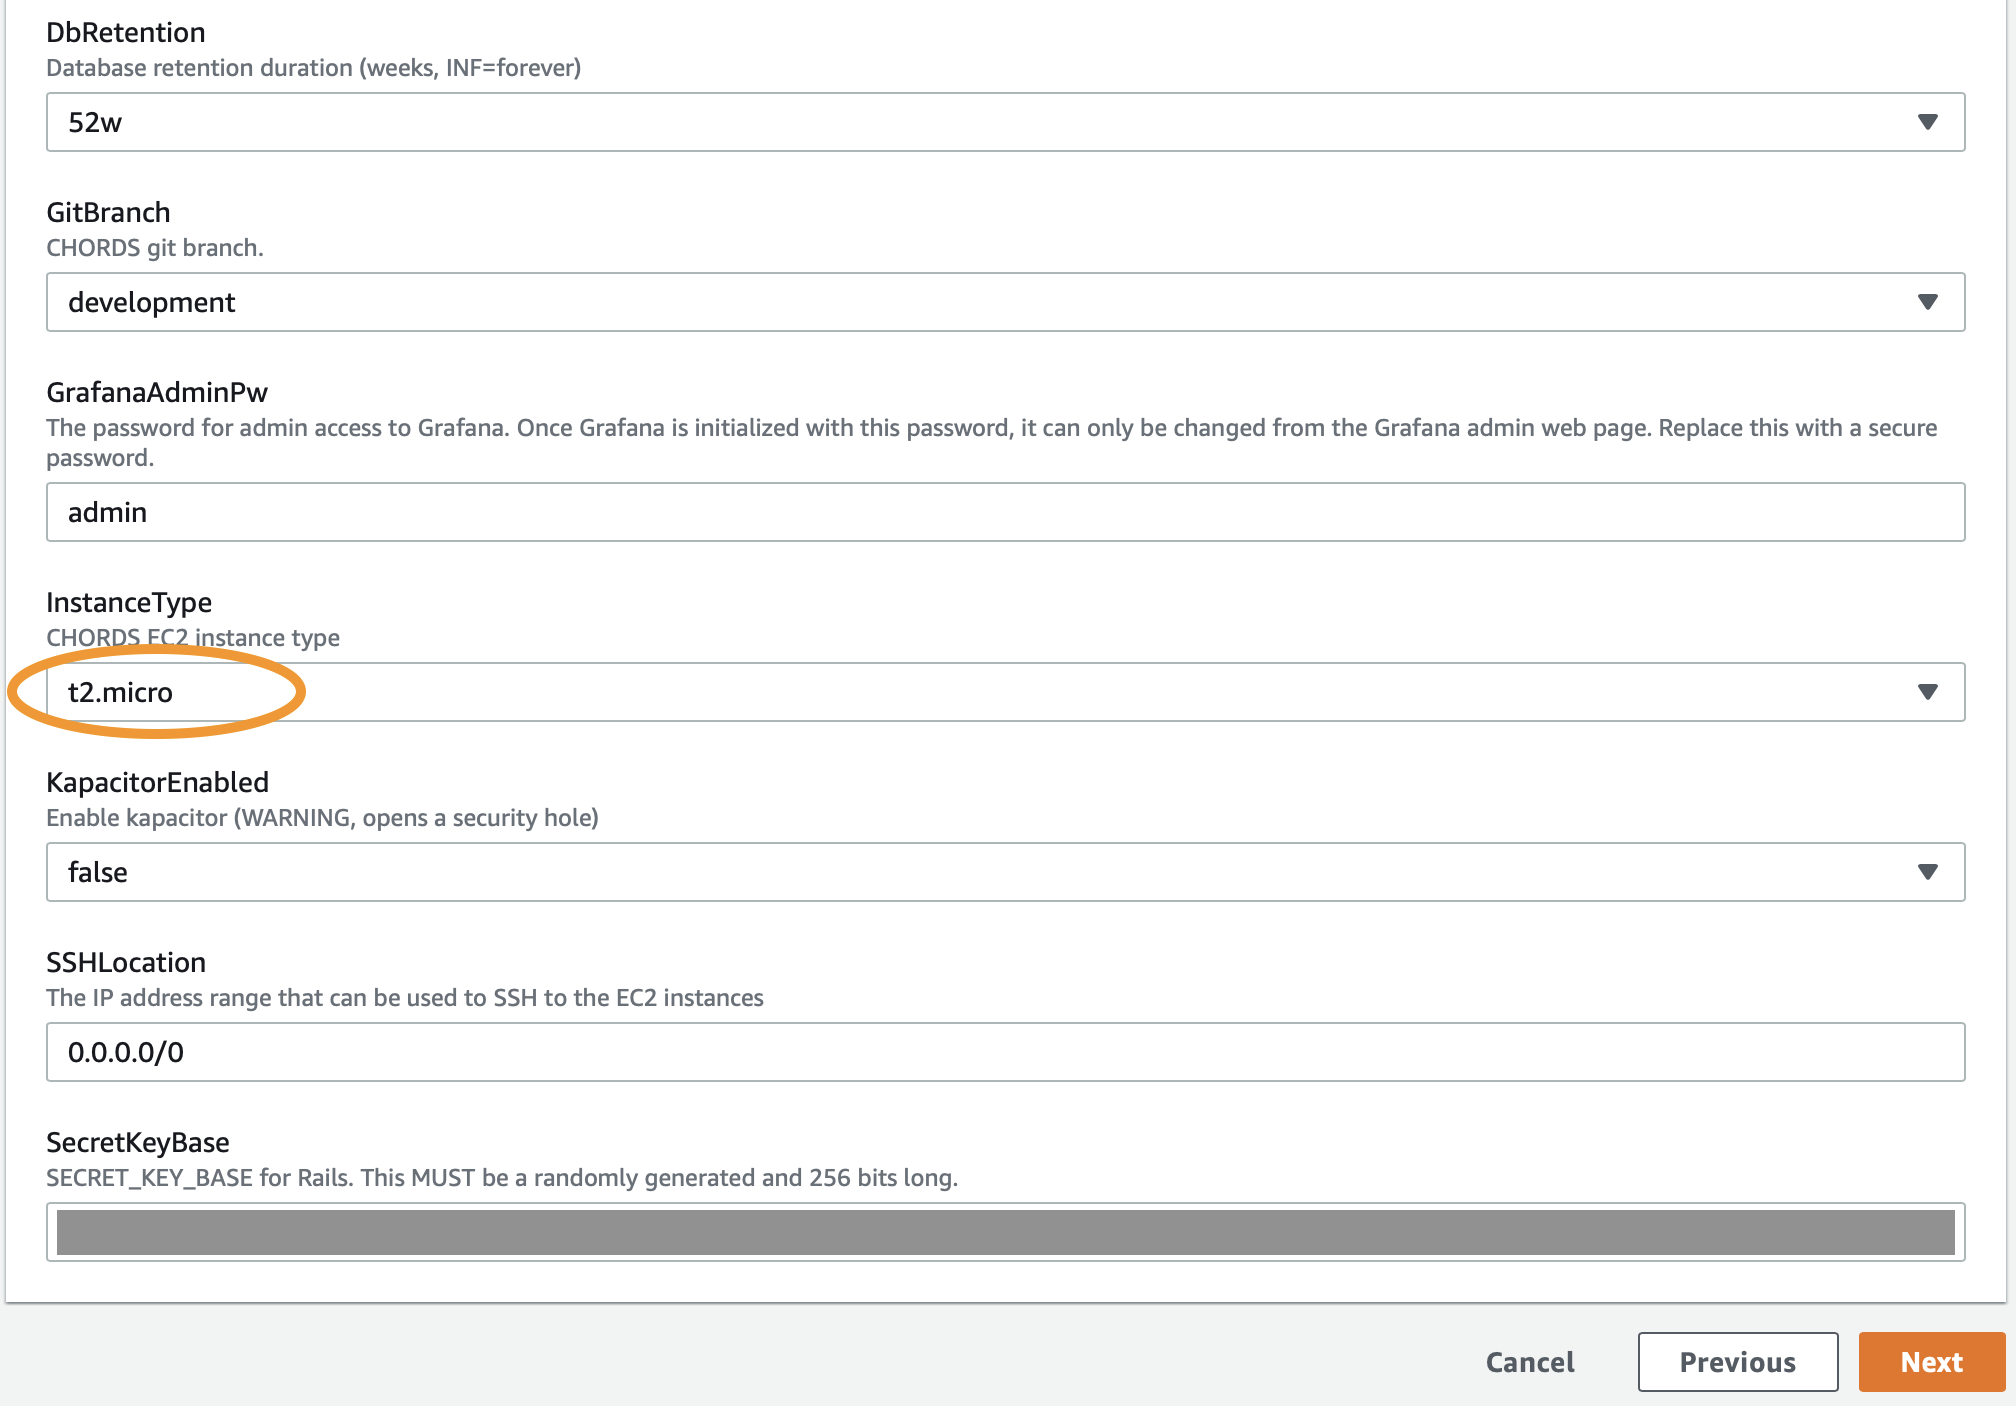 DbRetention
Database retention duration (weeks, INF=forever)
52w
GitBranch
CHORDS git branch.
development
GrafanaAdminPw
The password for admin access to Grafana. Once Grafana is initialized with this password, it can only be changed from the Grafana admin web page. Replace this with a secure
password.
admin
InstanceType
CHORDS EC2 instance type
t2.micro
KapacitorEnabled
Enable kapacitor (WARNING, opens a security hole)
false
SSHLocation
The IP address range that can be used to SSH to the EC2 instances
0.0.0.0/0
SecretKeyBase
SECRET_KEY_BASE for Rails. This MUST be a randomly generated and 256 bits long.
Cancel
Previous
Next